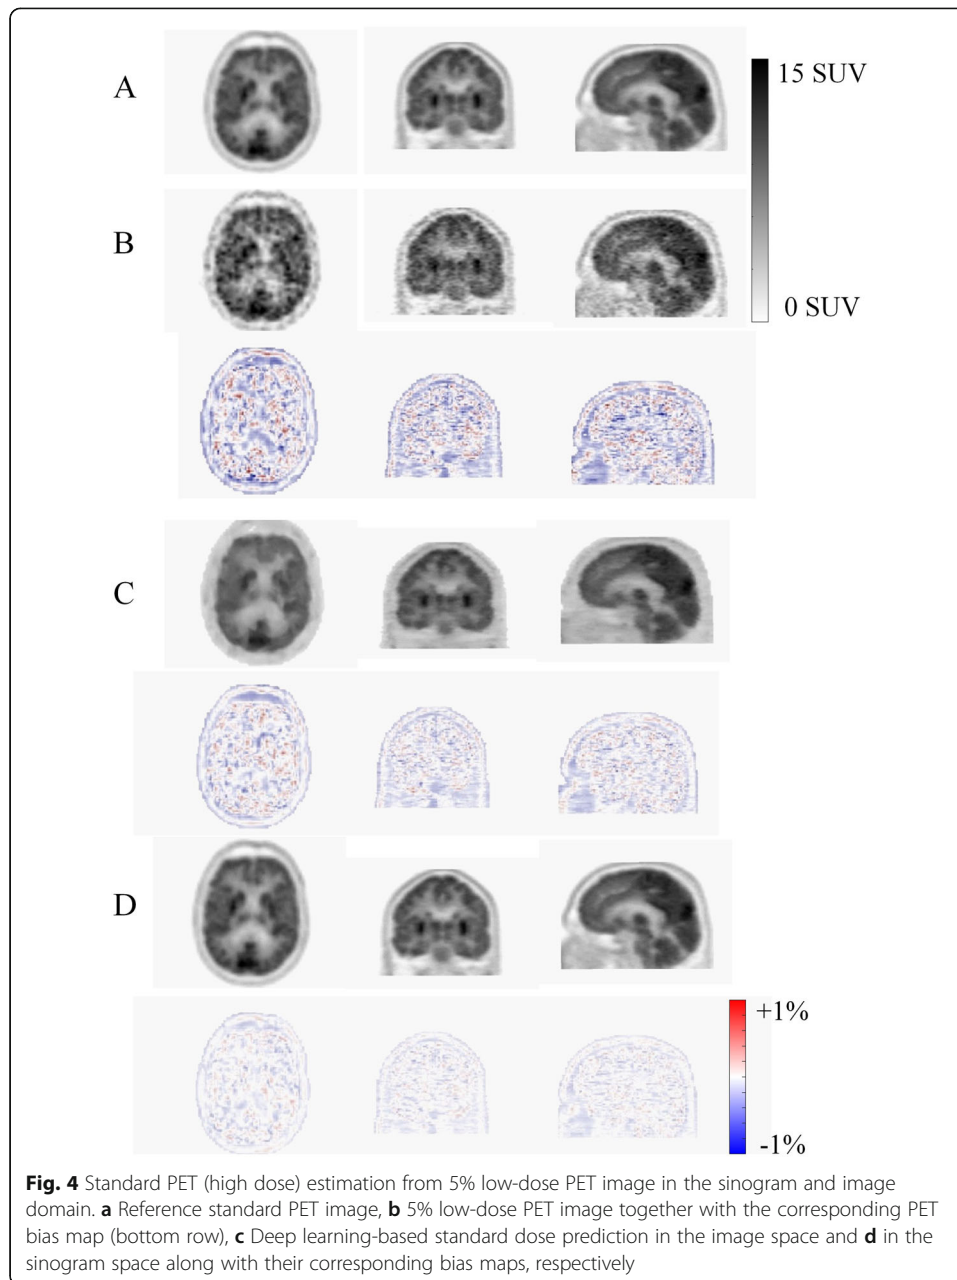 A
15 SUV
B
0 SUV
C
D
+1%
-1%
Fig. 4 Standard PET (high dose) estimation from 5% low-dose PET image in the sinogram and image
domain. a Reference standard PET image, b 5% low-dose PET image together with the corresponding PET
bias map (bottom row), c Deep learning-based standard dose prediction in the image space and d in the
sinogram space along with their corresponding bias maps, respectively